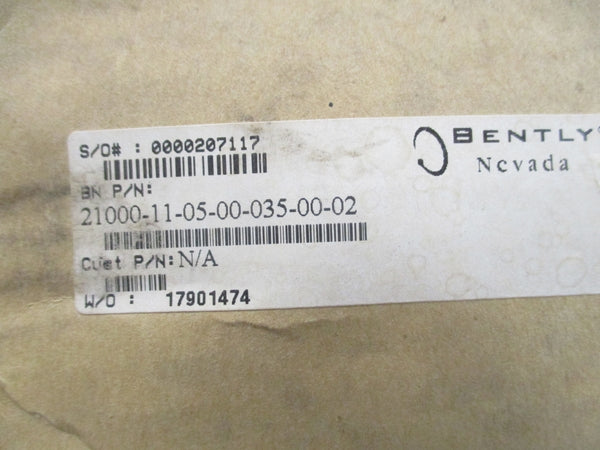 S/O# : 0000207117
BENTLY
Nevada
BN P/N:
21000-11-05-00-035-00-02
Cust P/N: N/A
W/O : 17901474